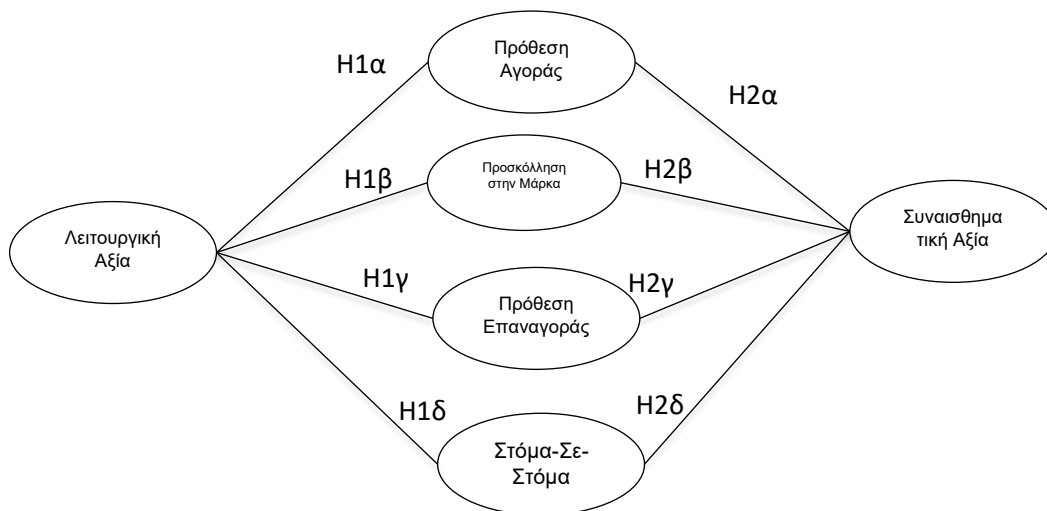 Πρόθεση
Αγοράς
Η1α
Η2α
Προσκόλληση
στην Μάρκα
Η1β
Η2β
Λειτουργική
Αξία
Συναισθημα
τική Αξία
Η1γ
Η2γ
Πρόθεση
Επαναγοράς
Η1δ
Η2δ
Στόμα-Σε-
Στόμα